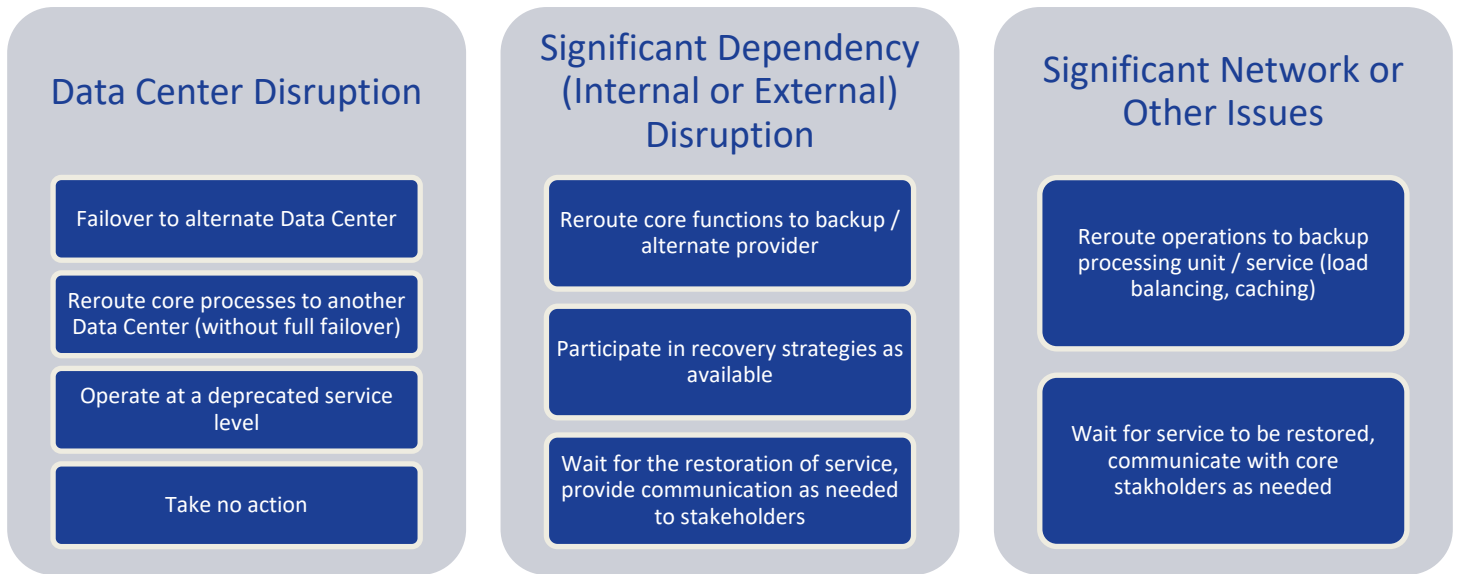 Data Center Disruption
Failover to alternate Data Center
Reroute core processes to another
Data Center (without full failover)
Operate at a deprecated service
level
Take no action
Significant Dependency
(Internal or External)
Disruption
Reroute core functions to backup /
alternate provider
Participate in recovery strategies as
available
Wait for the restoration of service,
provide communication as needed
to stakeholders
Significant Network or
Other Issues
Reroute operations to backup
processing unit / service (load
balancing, caching)
Wait for service to be restored,
communicate with core
stakholders as needed